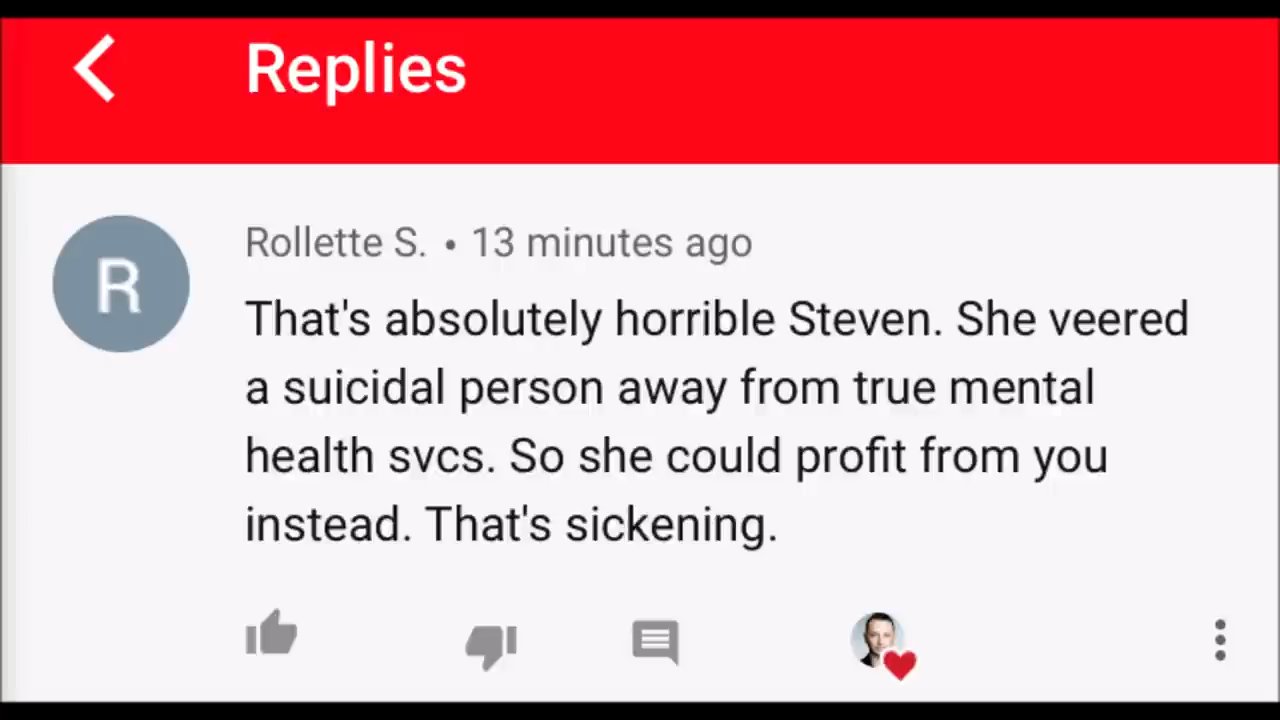 Replies
R
Rollette S. • 13 minutes ago
That's absolutely horrible Steven. She veered
a suicidal person away from true mental
health svcs. So she could profit from you
instead. That's sickening.